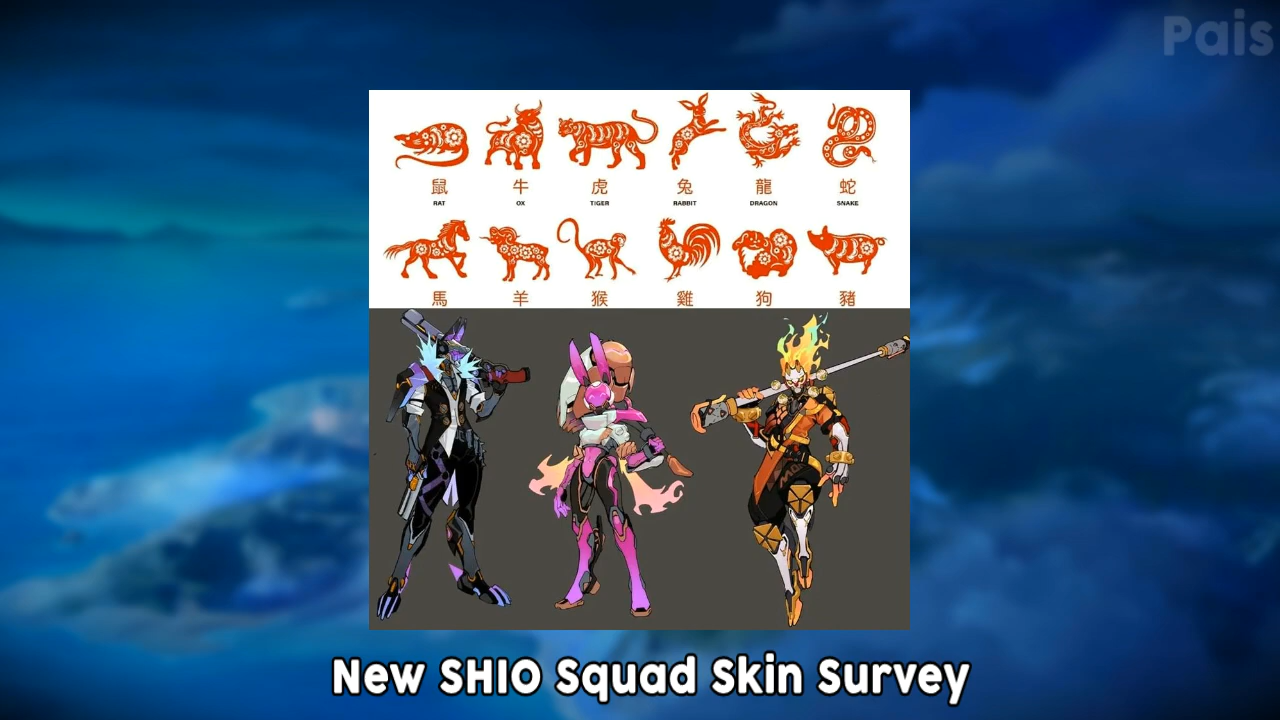 Pais
鼠 牛 虎 兔 龍 蛇
RAT OX TIGER RABBIT DRAGON SNAKE
馬 羊 猴 雞 狗 豬
New SHIO Squad Skin Survey